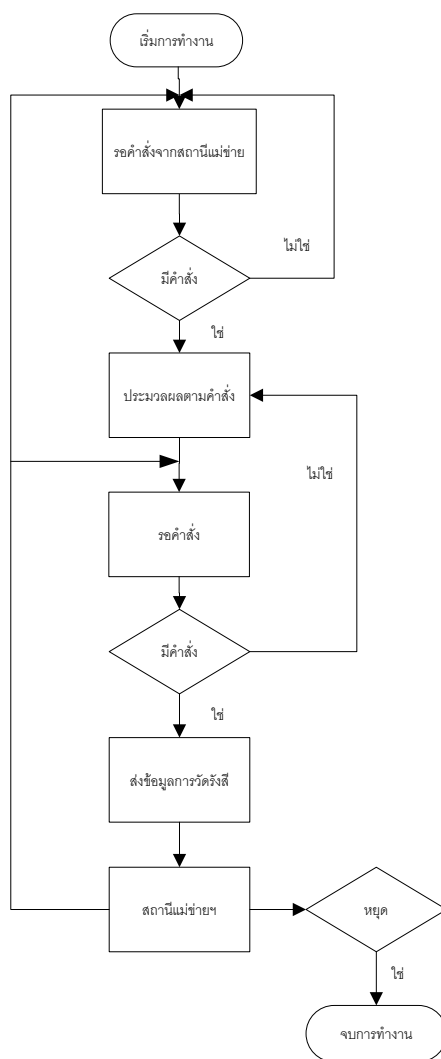 เริ่มการทำงาน
รอคำสั่งจากสถานีแม่ข่าย
ไม่ใช่
มีคำสั่ง
ใช่
ประมวลผลตามคำสั่ง
ไม่ใช่
รอคำสั่ง
มีคำสั่ง
ใช่
ส่งข้อมูลการวัดรังสี
สถานีแม่ข่ายฯ
หยุด
ใช่
จบการทำงาน